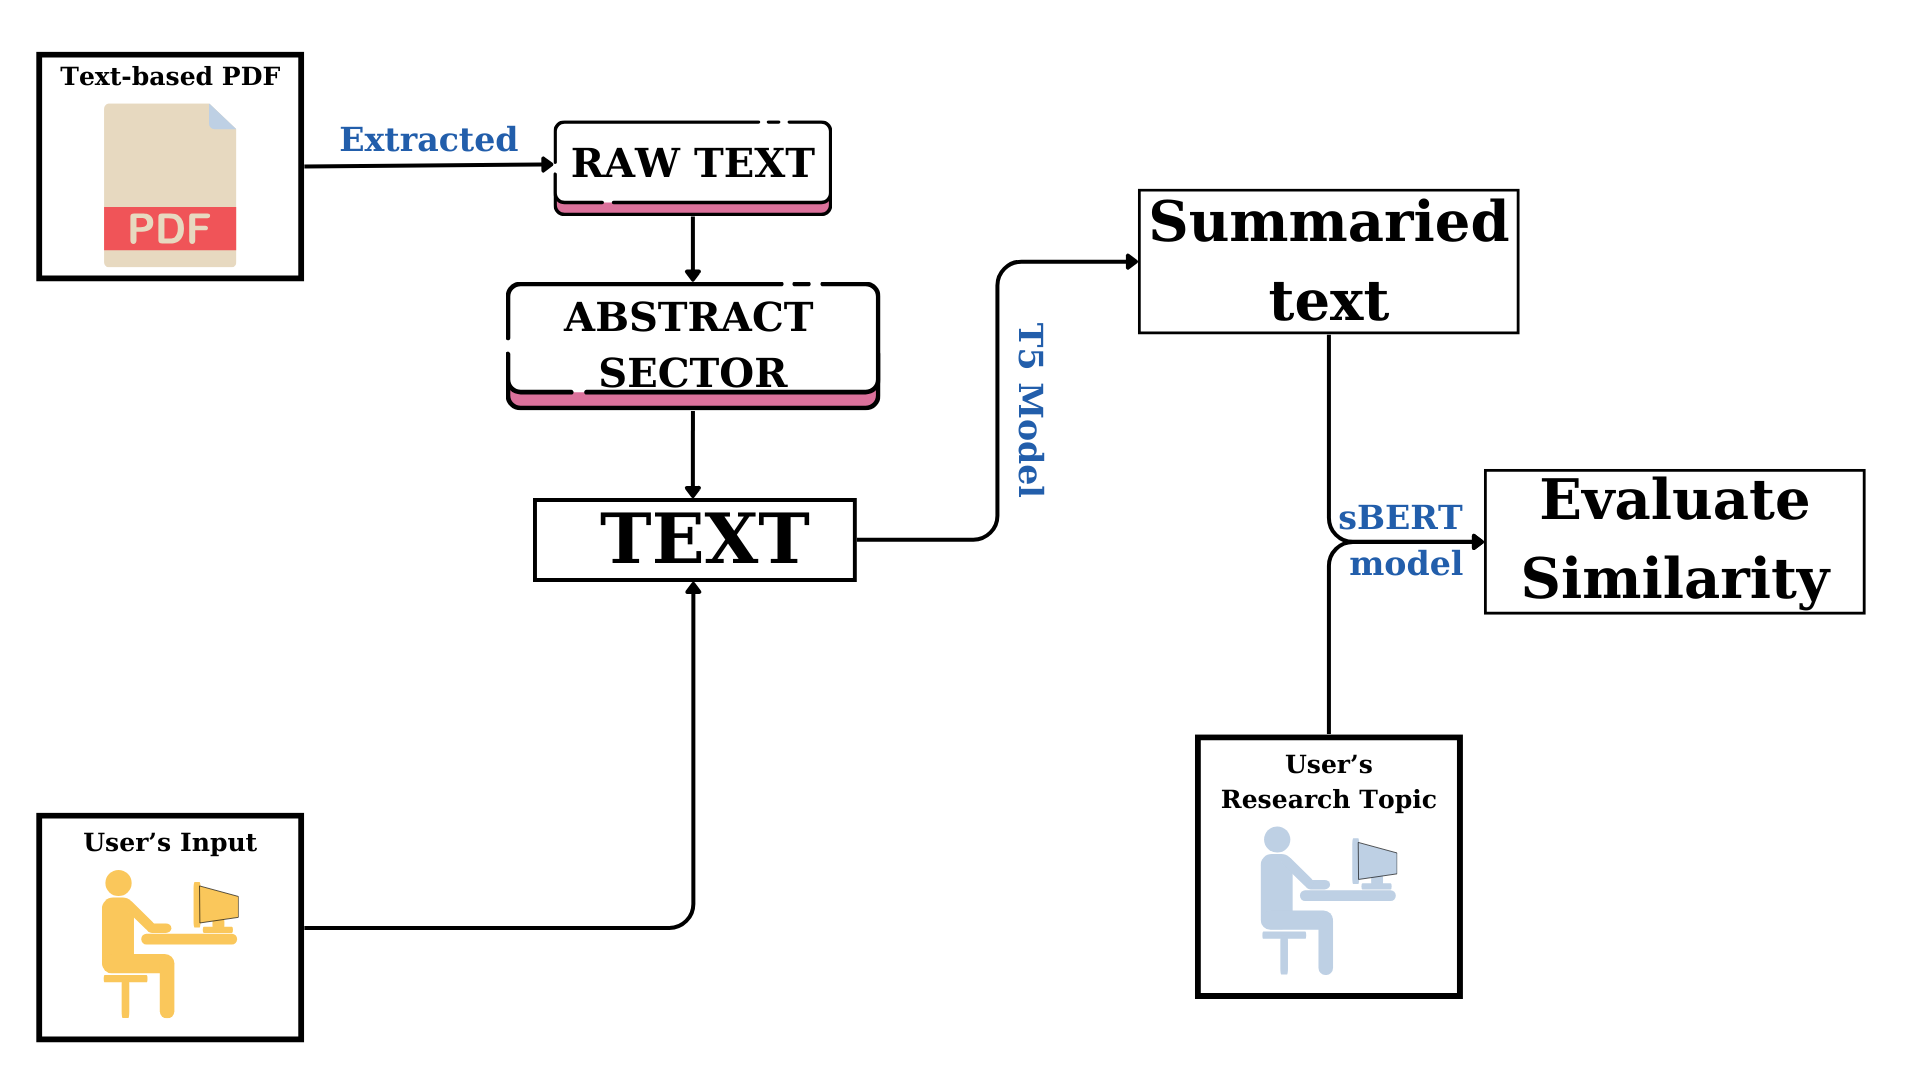 Text-based PDF
PDF
Extracted
RAW TEXT
ABSTRACT
SECTOR
TEXT
T5 Model
Summaried
text
sBERT
model
Evaluate
Similarity
User’s
Research Topic
User’s Input